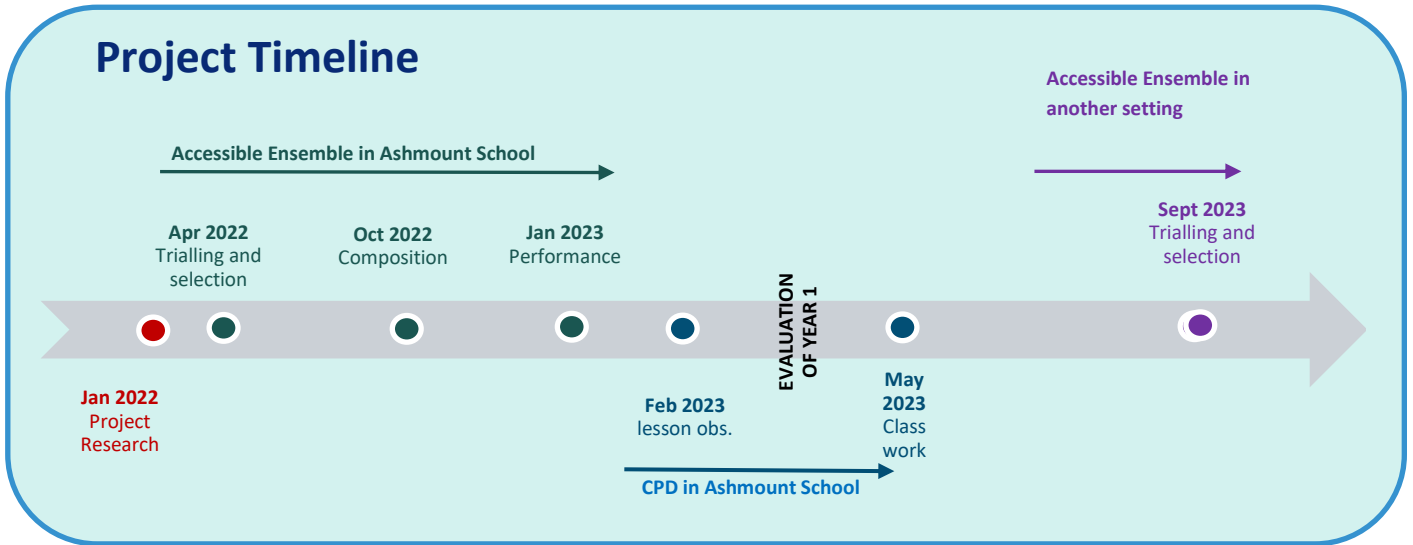 Project Timeline
Accessible Ensemble in
another setting
Accessible Ensemble in Ashmount School
Apr 2022
Trialling and
selection
Oct 2022
Composition
Jan 2023
Performance
Sept 2023
Trialling and
selection
EVALUATION
OF YEAR 1
Jan 2022
Project
Research
Feb 2023
lesson obs.
May
2023
Class
work
CPD in Ashmount School